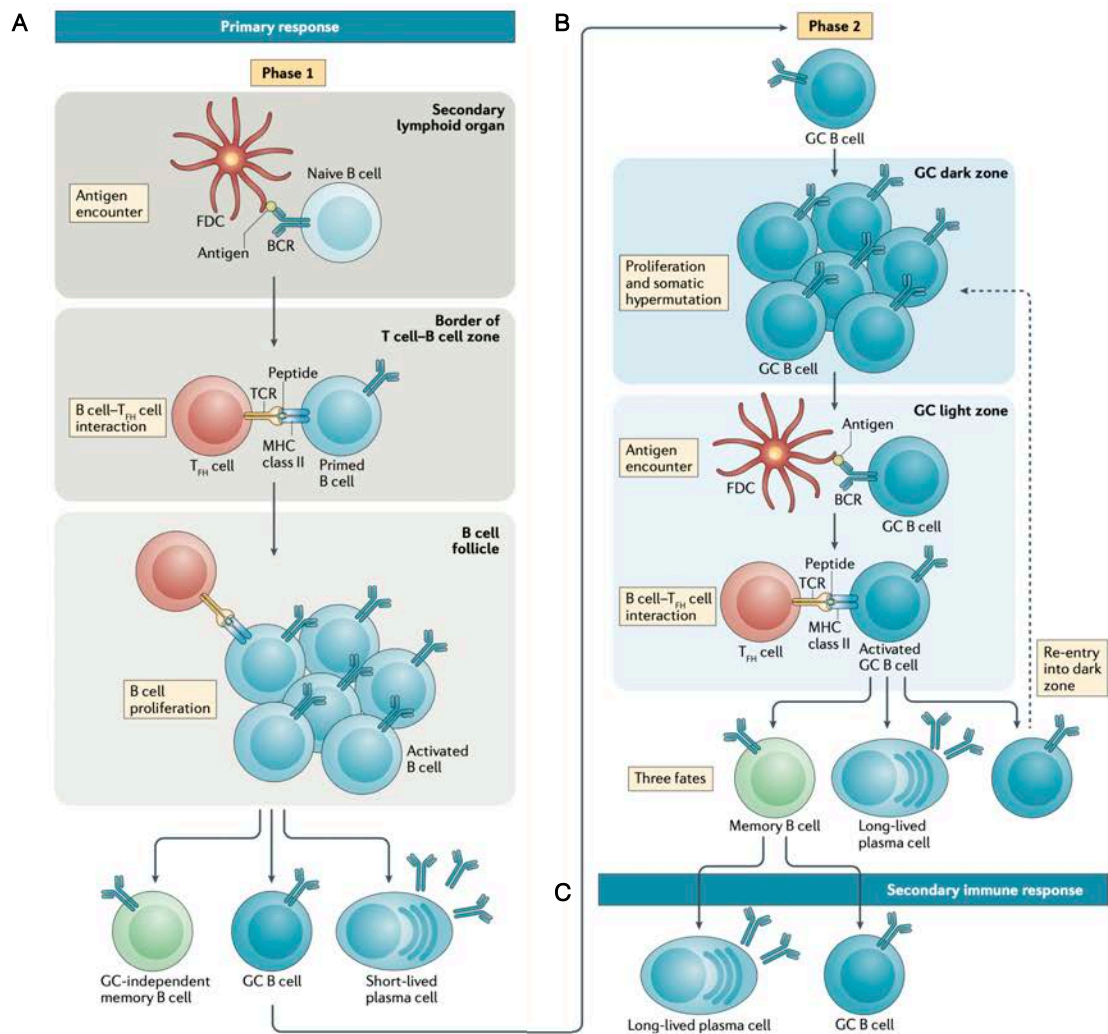 A
Primary response
Phase 1
Secondary
lymphoid organ
Naive B cell
Antigen
encounter
FDC
Antigen
BCR
Border of
T cell–B cell zone
Peptide
TCR
B cell–TFH cell
interaction
MHC
class II
TFH cell
Primed
B cell
B cell
follicle
B cell
proliferation
Activated
B cell
GC-independent
memory B cell
GC B cell
Short-lived
plasma cell
B
Phase 2
GC B cell
GC dark zone
Proliferation
and somatic
hypermutation
GC B cell
GC light zone
Antigen
Antigen
encounter
FDC
BCR
GC B cell
Peptide
TCR
B cell–TFH cell
interaction
MHC
class II
TFH cell
Activated
GC B cell
Re-entry
into dark
zone
Three fates
Memory B cell
Long-lived
plasma cell
C
Secondary immune response
Long-lived plasma cell
GC B cell